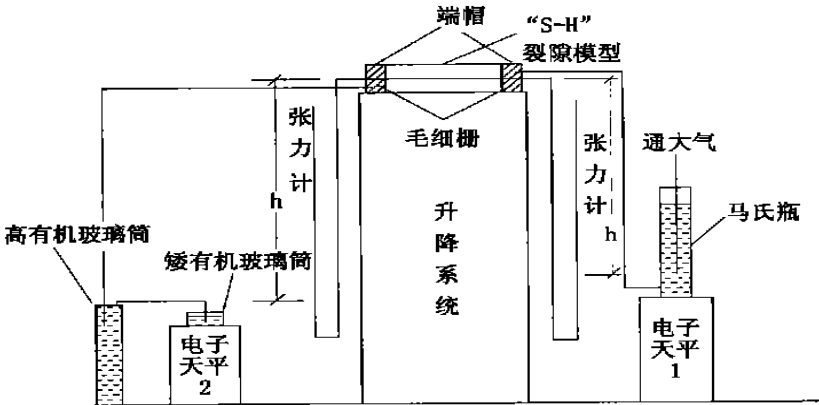 端帽
“S-H”
裂隙模型
毛细栅
张力计
h
张力计
h
通大气
马氏瓶
高有机玻璃筒
矮有机玻璃筒
升降系统
电子
天平
2
电子
天平
1